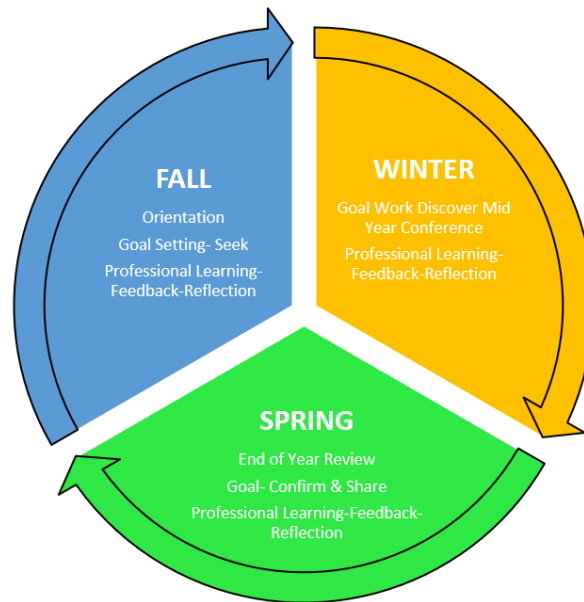 FALL
Orientation
Goal Setting- Seek
Professional Learning-
Feedback-Reflection
WINTER
Goal Work Discover Mid
Year Conference
Professional Learning-
Feedback-Reflection
SPRING
End of Year Review
Goal- Confirm & Share
Professional Learning-Feedback-
Reflection